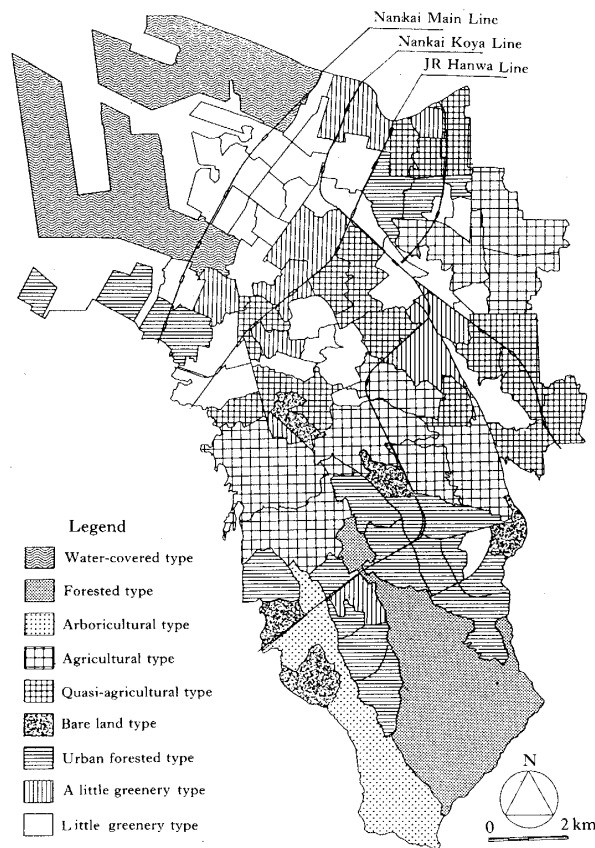 Nankai Main Line
Nankai Koya Line
JR Hanwa Line
Legend
Water-covered type
Forested type
Arboricultural type
Agricultural type
Quasi-agricultural type
Bare land type
Urban forested type
A little greenery type
Little greenery type
N
0 2 km